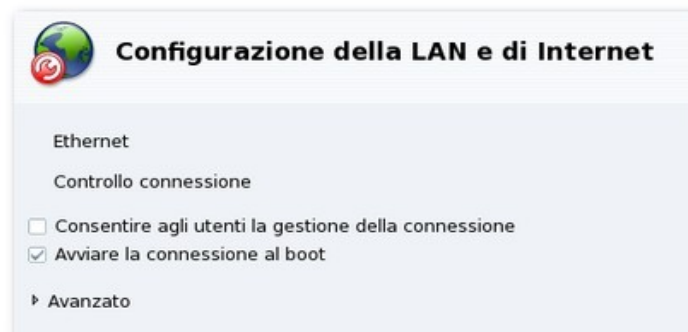 Configurazione della LAN e di Internet
Ethernet
Controllo connessione
Consentire agli utenti la gestione della connessione
Avviare la connessione al boot
Avanzato